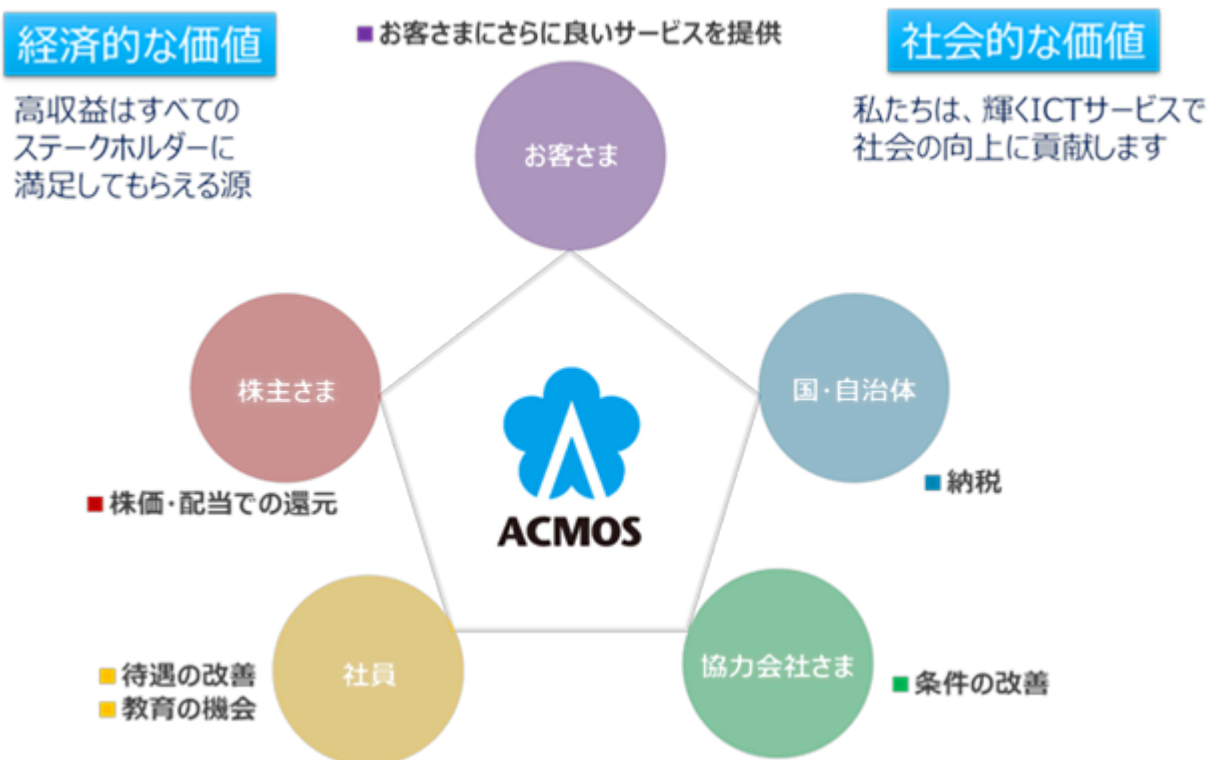 経済的な価値
高収益はすべての
ステークホルダーに
満足してもらえる源
■お客さまにさらに良いサービスを提供
社会的な価値
私たちは、輝くICTサービスで
社会の向上に貢献します
お客さま
株主さま
■株価・配当での還元
国・自治体
■納税
ACMOS
社員
■待遇の改善
■教育の機会
協力会社さま
■条件の改善